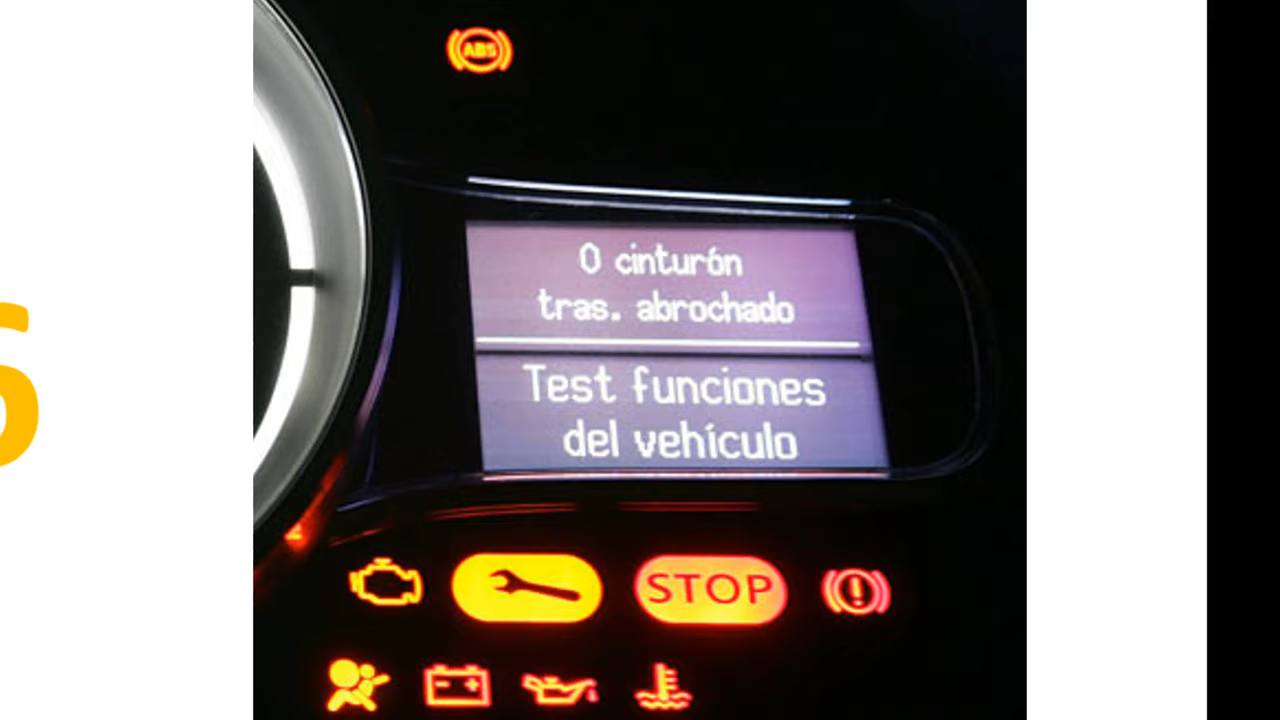 ABS
0 cinturón
tras. abrochado
Test funciones
del vehículo
STOP